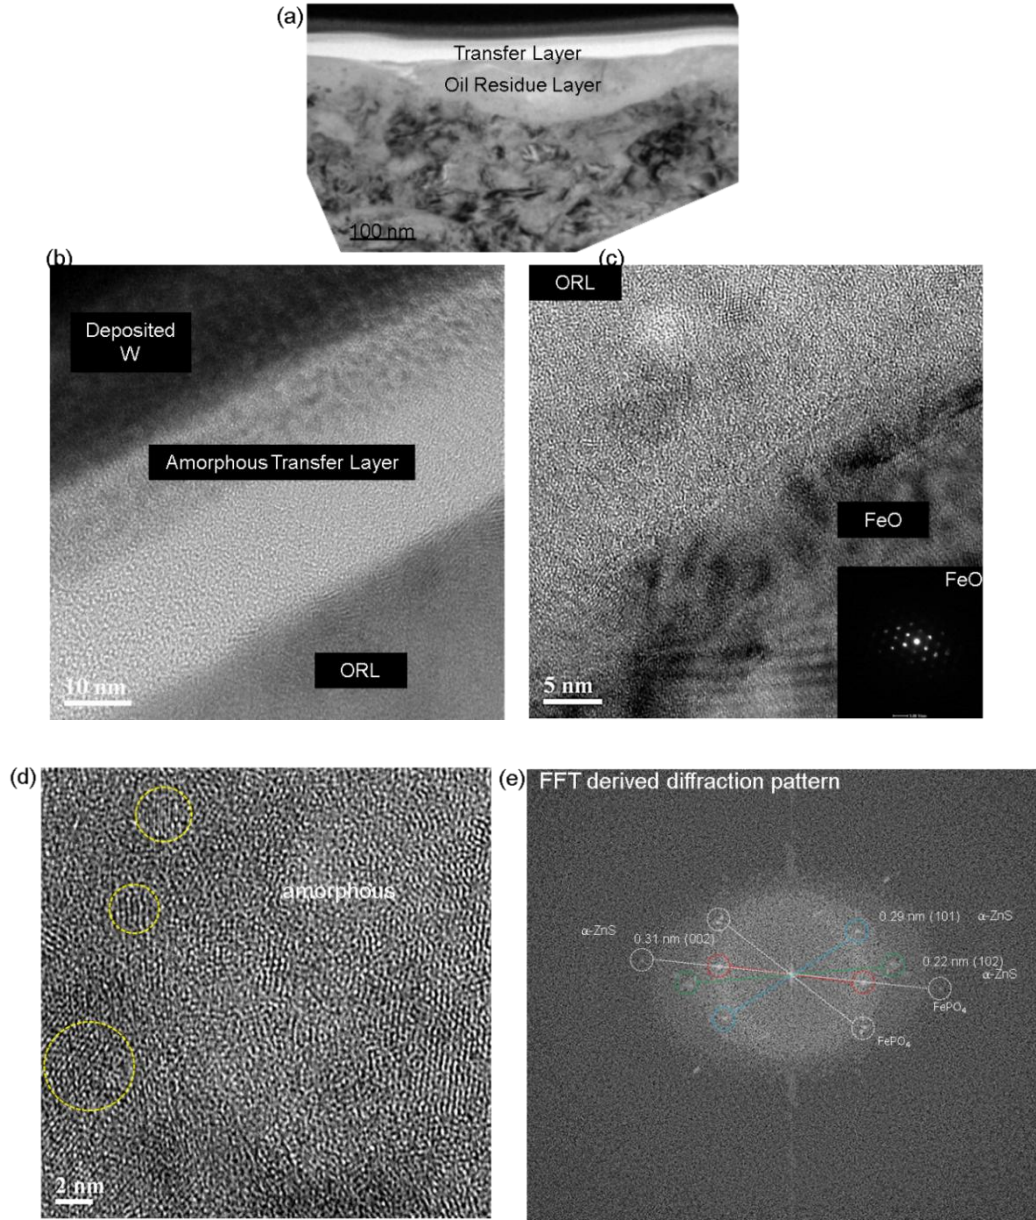 (a)
Transfer Layer
Oil Residue Layer
100 nm
(b)
Deposited
W
Amorphous Transfer Layer
ORL
10 nm
(c)
ORL
FeO
FeO
5 nm
(d)
amorphous
2 nm
(e)
FFT derived diffraction pattern
0.29 nm (101)
α-ZnS
α-ZnS
0.31 nm (002)
0.22 nm (102)
α-ZnS
FePO₄
FePO₄